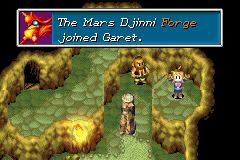 The Mars Djinni Forge
joined Garet.